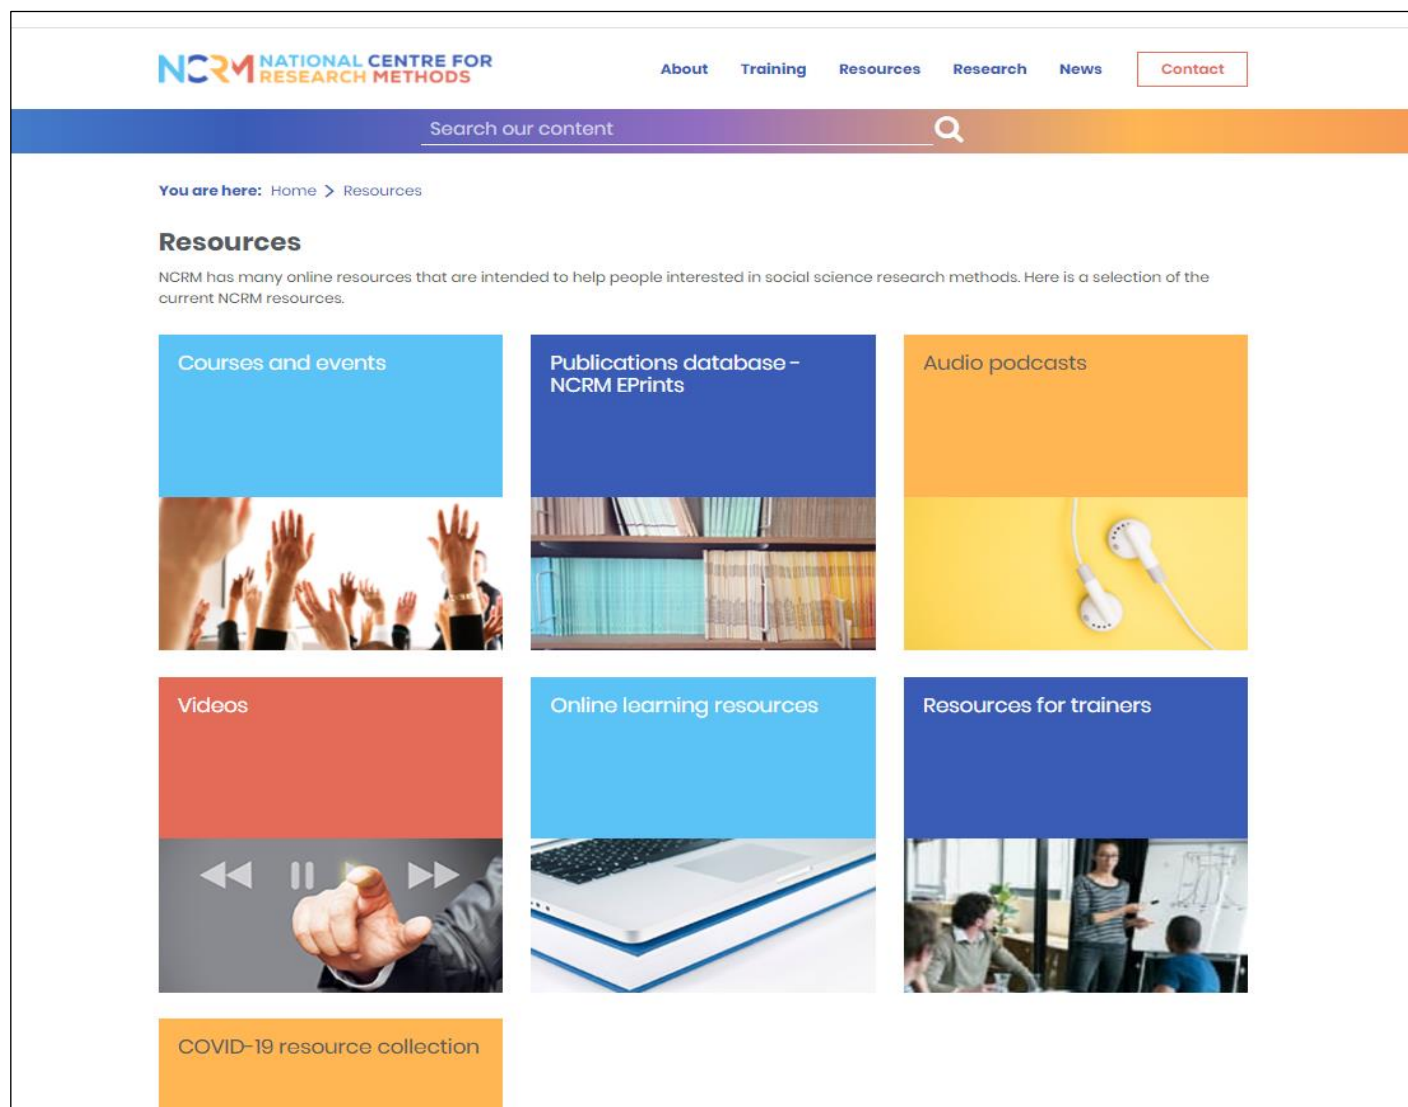 NCRM NATIONAL CENTRE FOR
RESEARCH METHODS
About Training Resources Research News Contact
Search our content
You are here: Home > Resources
Resources
NCRM has many online resources that are intended to help people interested in social science research methods. Here is a selection of the
current NCRM resources.
Courses and events
Publications database -
NCRM EPrints
Audio podcasts
Videos
Online learning resources
Resources for trainers
COVID-19 resource collection